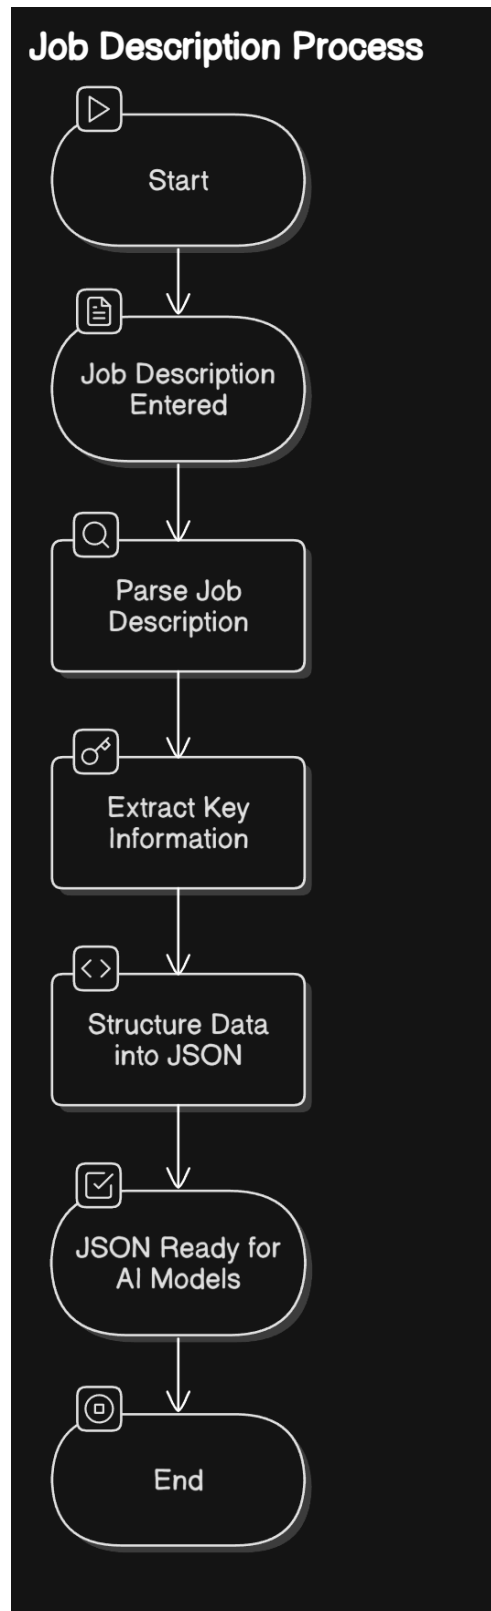 Job Description Process
Start
Job Description
Entered
Parse Job
Description
Extract Key
Information
Structure Data
into JSON
JSON Ready for
AI Models
End